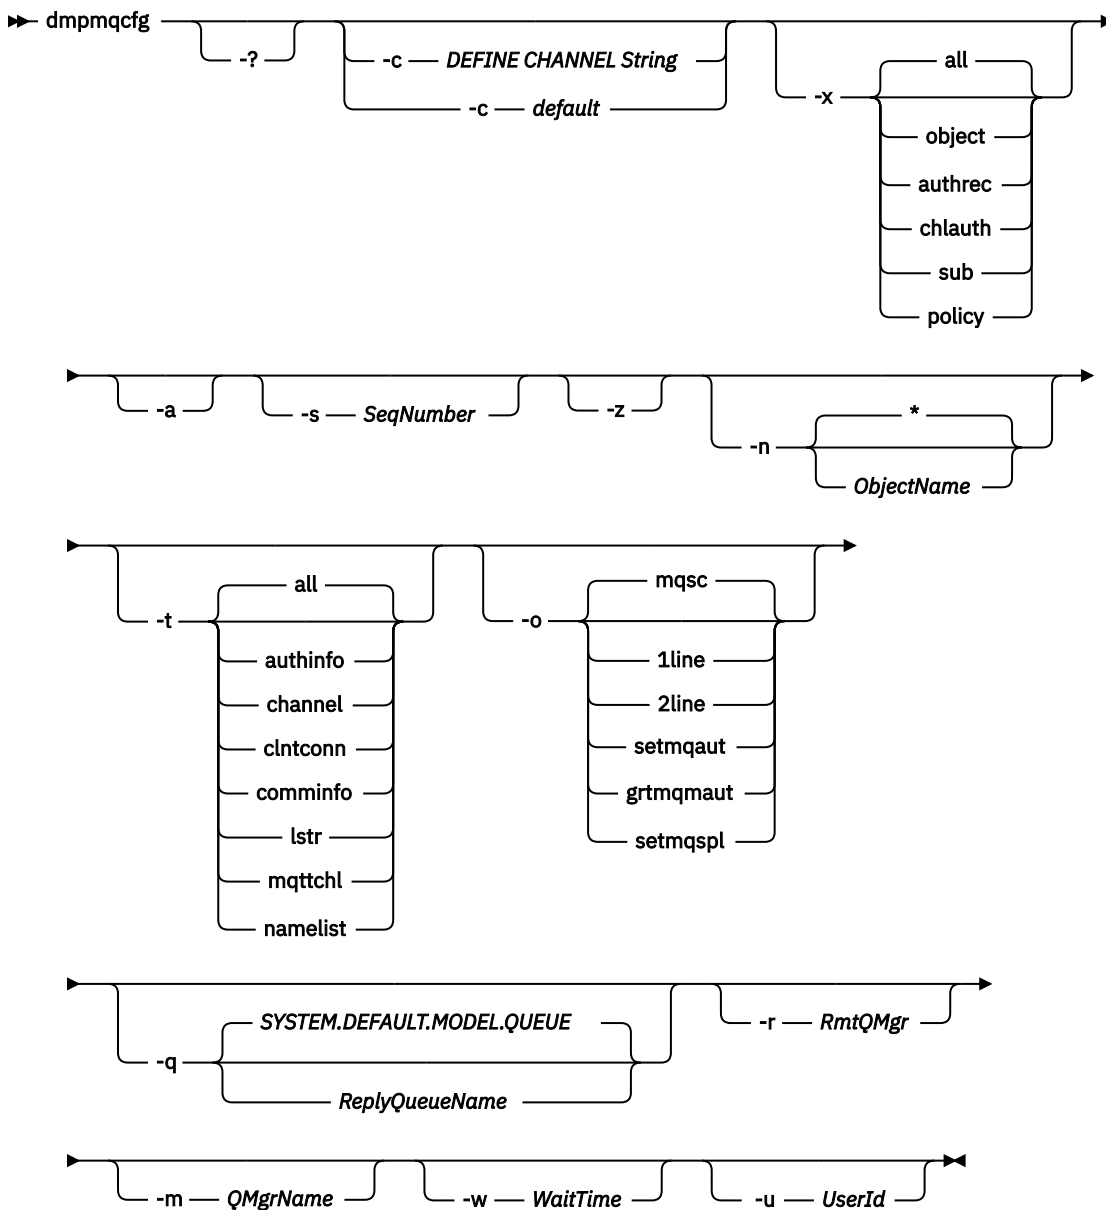 dmpmqcfg
-?
-c DEFINE CHANNEL String
-c default
-x
all
object
authrec
chlauth
sub
policy
-a
-s SeqNumber
-z
-n
*
ObjectName
-t
all
authinfo
channel
clntconn
comminfo
lstr
mqttchl
namelist
-o
mqsc
1line
2line
setmqaut
grtmqmaut
setmqspl
-q
SYSTEM.DEFAULT.MODEL.QUEUE
ReplyQueueName
-r RmtQMgr
-m QMgrName
-w WaitTime
-u UserId